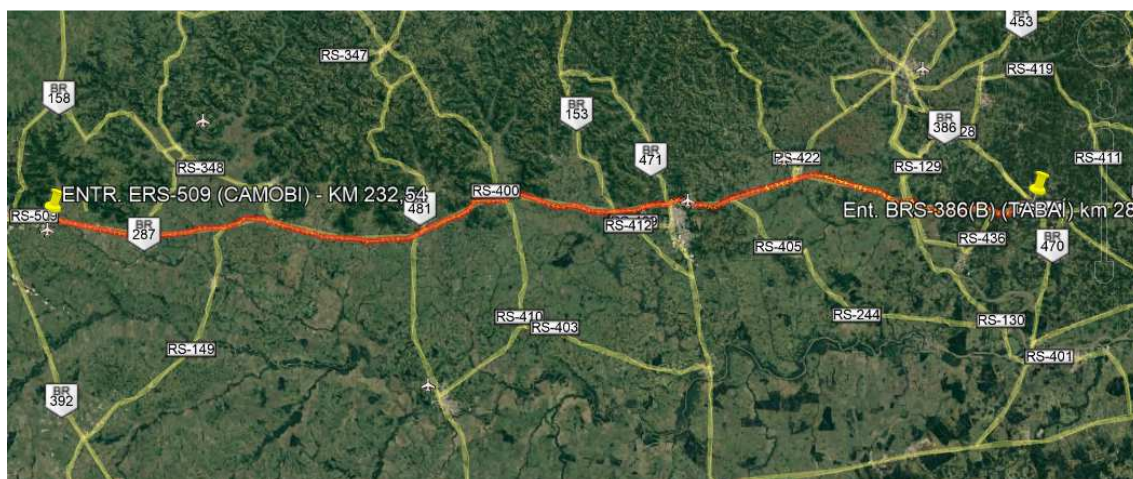 BR
453
RS-347
RS-419
BR
158
BR
153
BR
386
28
BR
471
RS-422
RS-129
RS-411
RS-348
RS-400
ENTR. ERS-509 (CAMOBI) - KM 232,54
RS-509
481
Ent. BRS-386(B) (TABAÍ) km 28
BR
287
RS-412
RS-436
BR
470
RS-405
RS-410
RS-403
RS-244
RS-130
RS-149
RS-401
BR
392